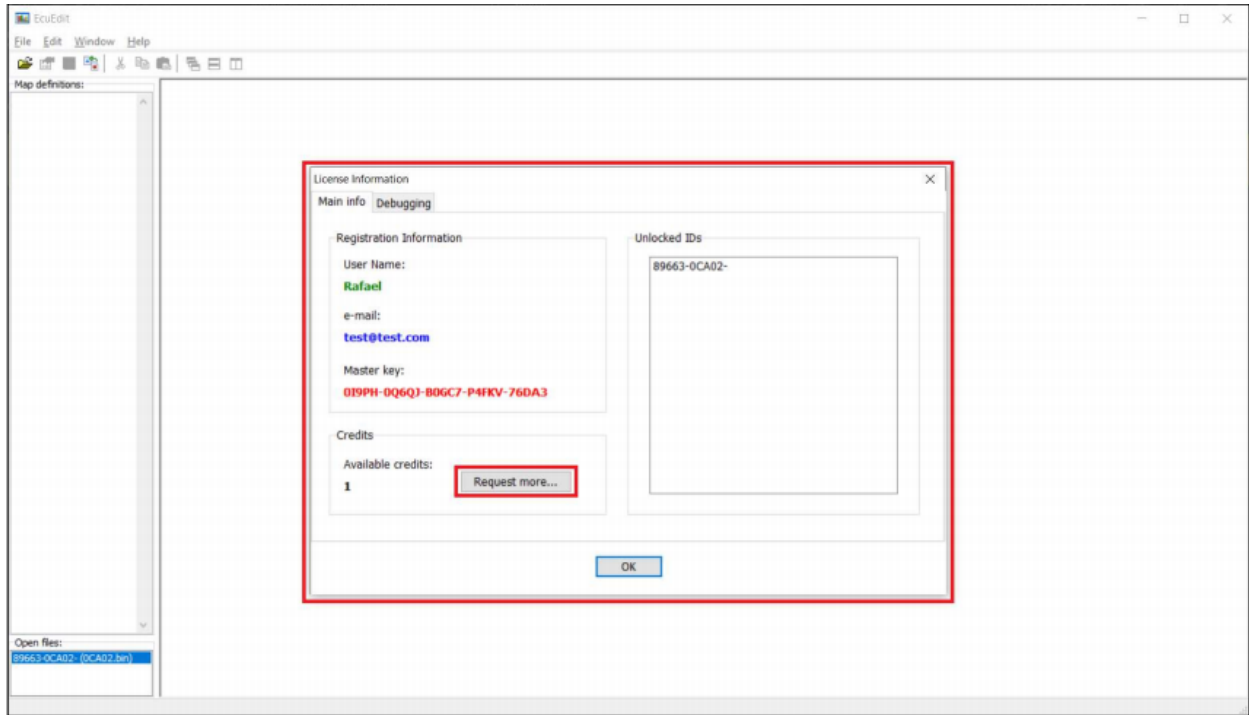 EcuEdit
File Edit Window Help
Map definitions:
License Information
Main info Debugging
Registration Information
User Name:
Rafael
e-mail:
test@test.com
Master key:
0I9PH-0Q6QJ-B0GC7-P4FKV-76DA3
Credits
Available credits:
1
Request more...
Unlocked IDs
89663-0CA02-
OK
Open files:
89663-0CA02- (0CA02.bin)